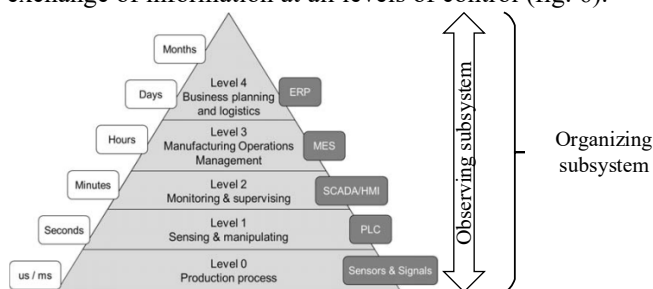 exchange of information at all levels of control (fig. 6).
Months
Days
Level 4
Business planning
and logistics
ERP
Hours
Level 3
Manufacturing Operations
Management
MES
Minutes
Level 2
Monitoring & supervising
SCADA/HMI
Seconds
Level 1
Sensing & manipulating
PLC
us / ms
Level 0
Production process
Sensors & Signals
Observing subsystem
Organizing
subsystem